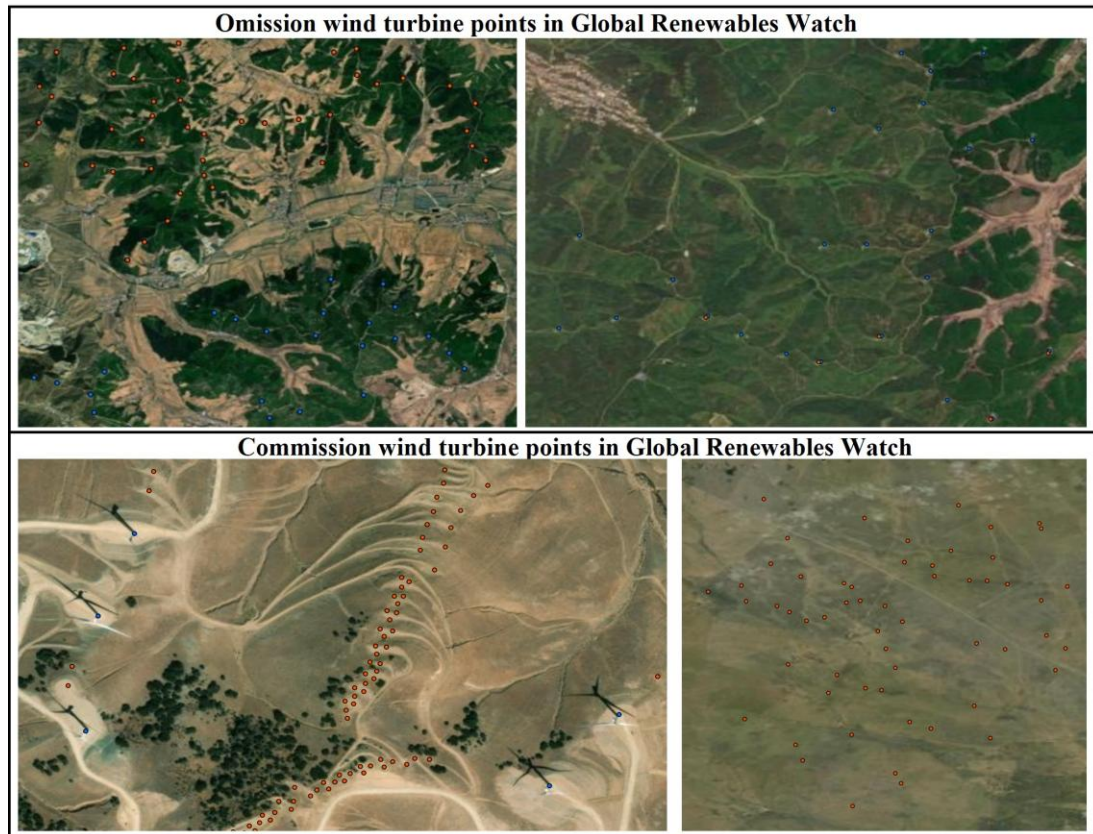 Omission wind turbine points in Global Renewables Watch
Commission wind turbine points in Global Renewables Watch